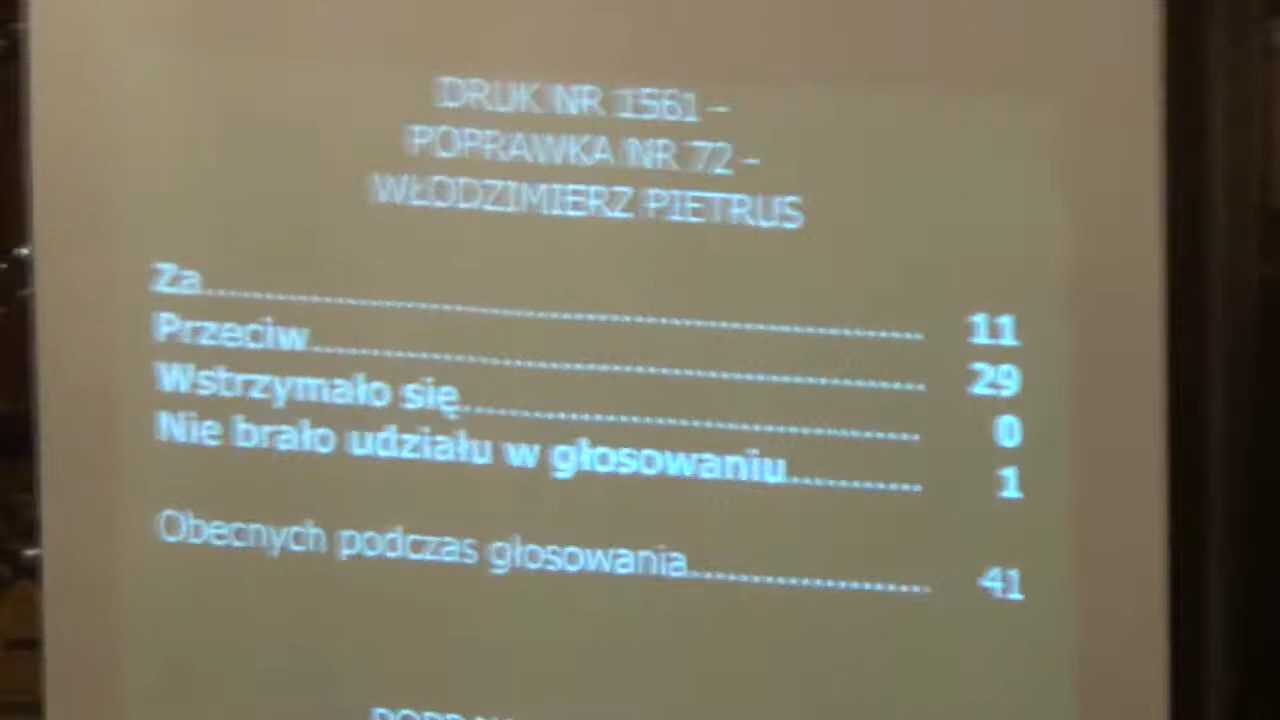 DRUK NR 1561 –
POPRAWKA NR 72 –
WŁODZIMIERZ PIETRUS
Za........ 11
Przeciw........ 29
Wstrzymało się........ 0
Nie brało udziału w głosowaniu........ 1
Obecnych podczas głosowania........ 41